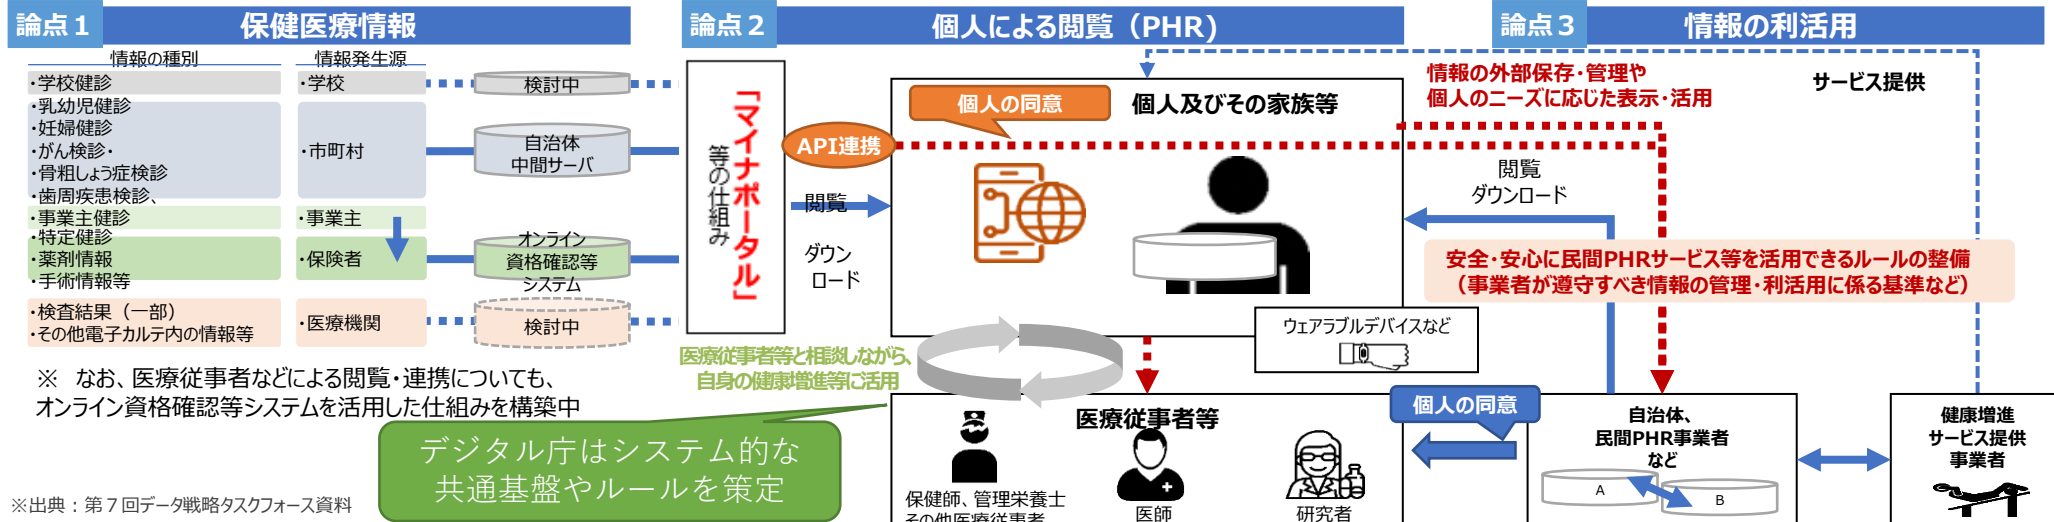 論点１
保健医療情報
論点２
個人による閲覧（PHR）
論点３
情報の利活用
情報の種別
情報発生源
・学校健診
・学校
検討中
・乳幼児健診
・妊婦健診
・がん検診・
・骨粗しょう症検診
・歯周疾患検診、
・市町村
自治体
中間サーバ
・事業主健診
・事業主
・特定健診
・薬剤情報
・手術情報等
・保険者
オンライン
資格確認等
システム
・検査結果（一部）
・その他電子カルテ内の情報等
・医療機関
検討中
※　なお、医療従事者などによる閲覧・連携についても、
オンライン資格確認等システムを活用した仕組みを構築中
※出典：第７回データ戦略タスクフォース資料
「マイナポータル」
等の仕組み
API連携
閲覧
ダウン
ロード
個人の同意
個人及びその家族等
ウェアラブルデバイスなど
医療従事者等と相談しながら、
自身の健康増進等に活用
デジタル庁はシステム的な
共通基盤やルールを策定
医療従事者等
保健師、管理栄養士
その他医療従事者
医師
研究者
情報の外部保存・管理や
個人のニーズに応じた表示・活用
サービス提供
閲覧
ダウンロード
安全・安心に民間PHRサービス等を活用できるルールの整備
（事業者が遵守すべき情報の管理・利活用に係る基準など）
個人の同意
自治体、
民間PHR事業者
など
A
B
健康増進
サービス提供
事業者